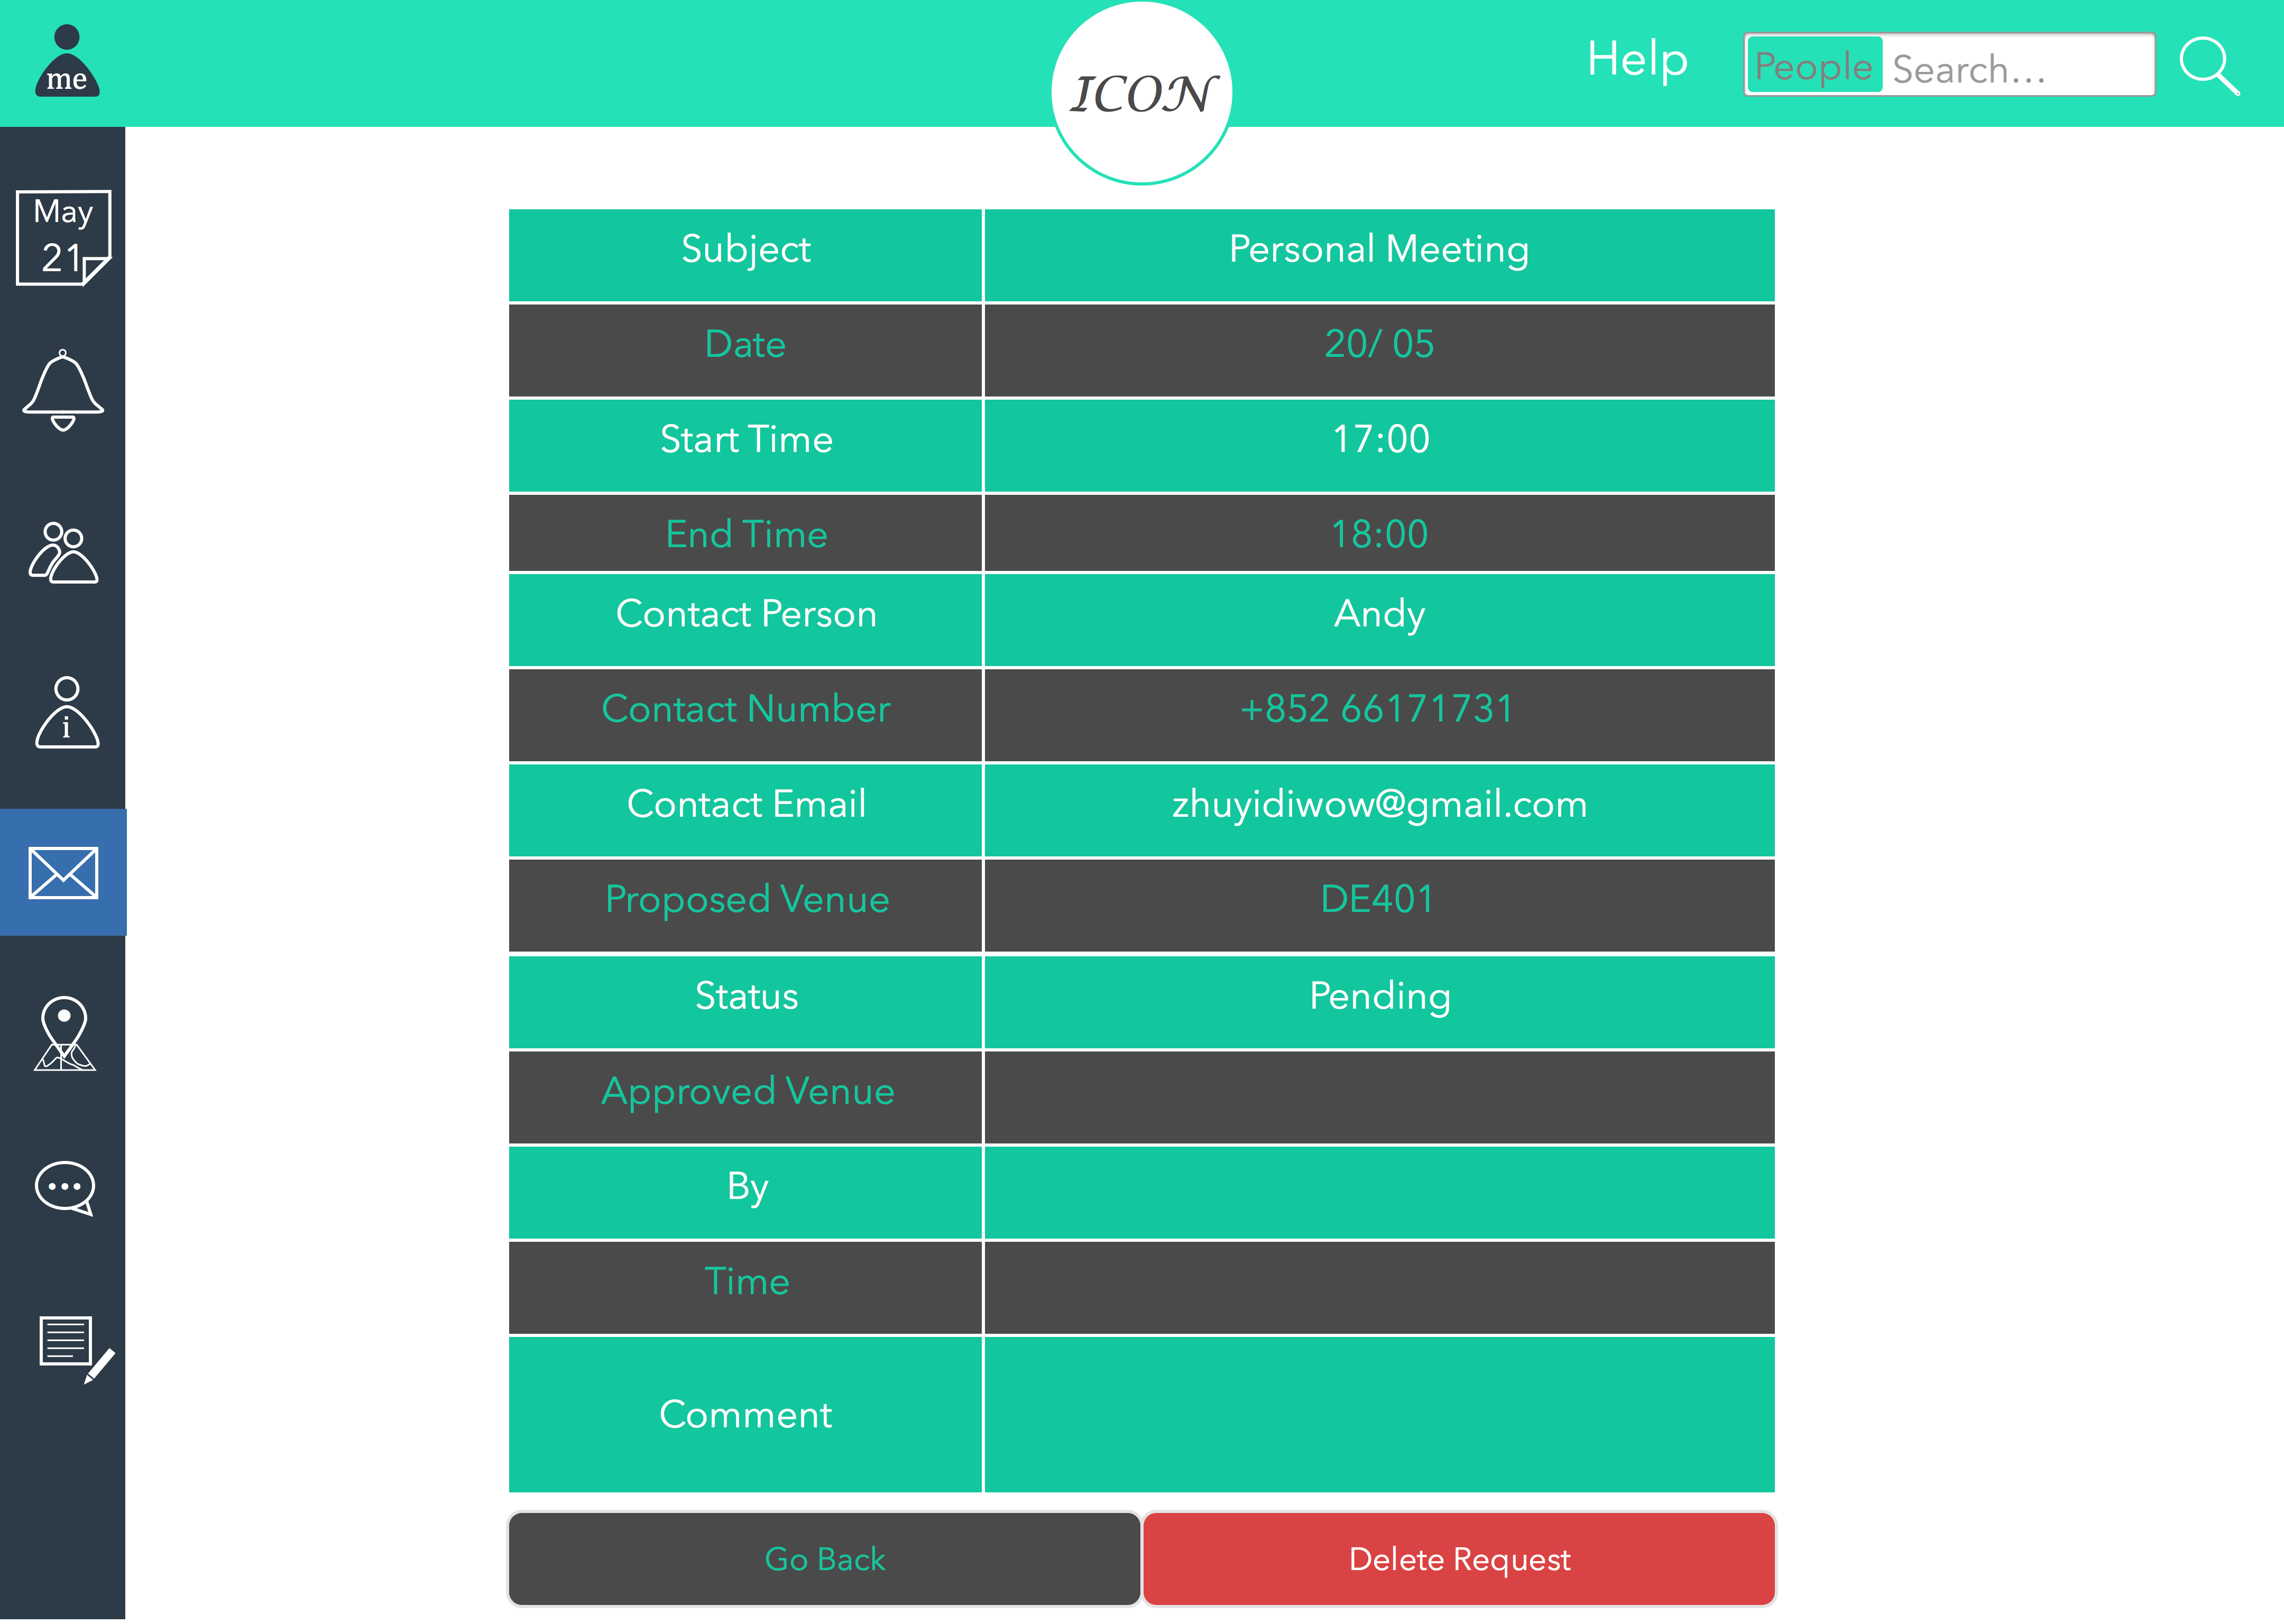 me
ICON
Help
People Search...
May
21
Subject Personal Meeting
Date 20/ 05
Start Time 17:00
End Time 18:00
Contact Person Andy
Contact Number +852 66171731
Contact Email zhuyidiwow@gmail.com
i
Proposed Venue DE401
Status Pending
Approved Venue
By
Time
Comment
Go Back Delete Request